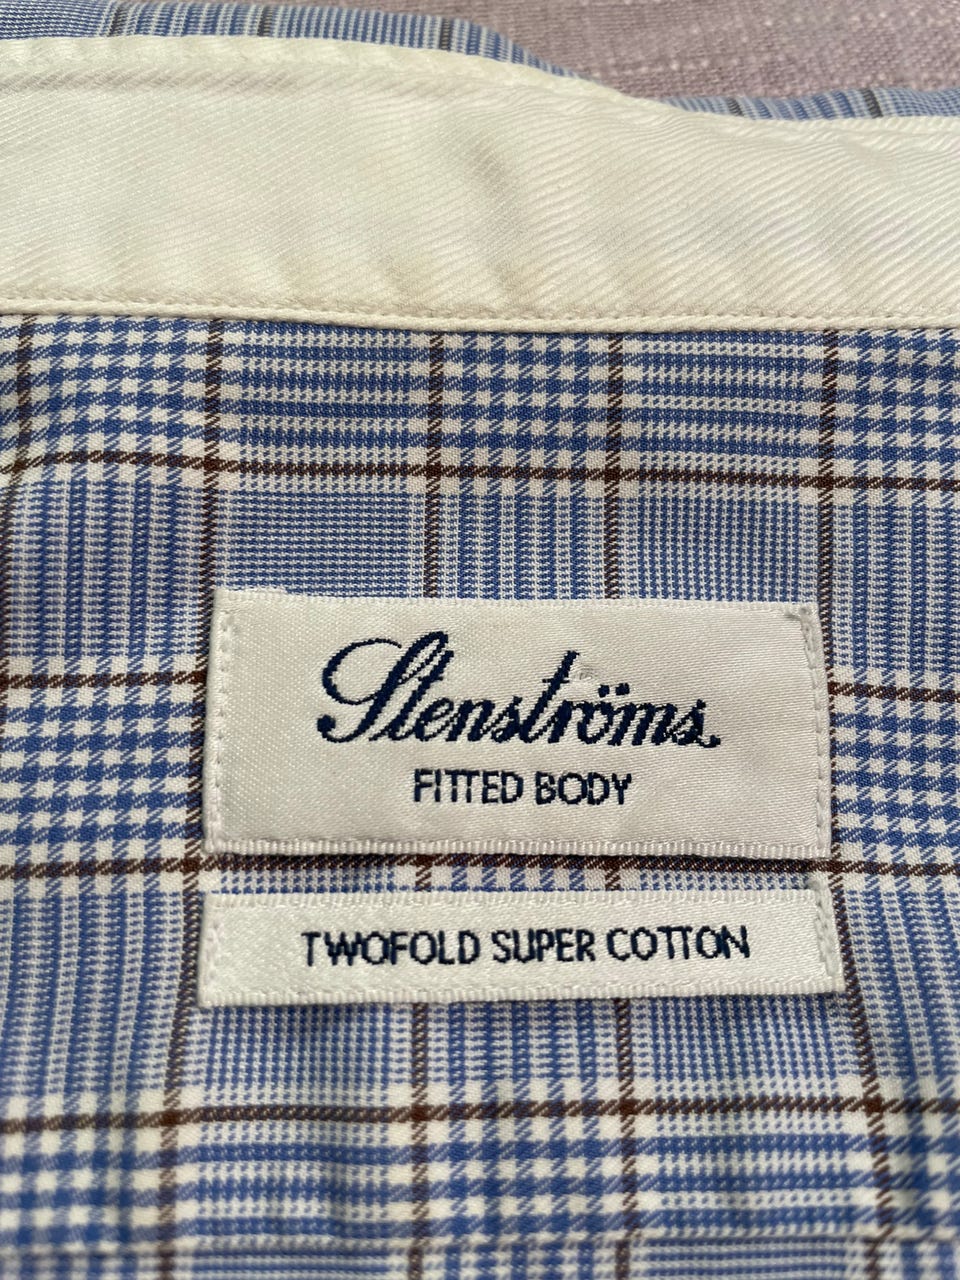 Stenströms
FITTED BODY
TWOFOLD SUPER COTTON